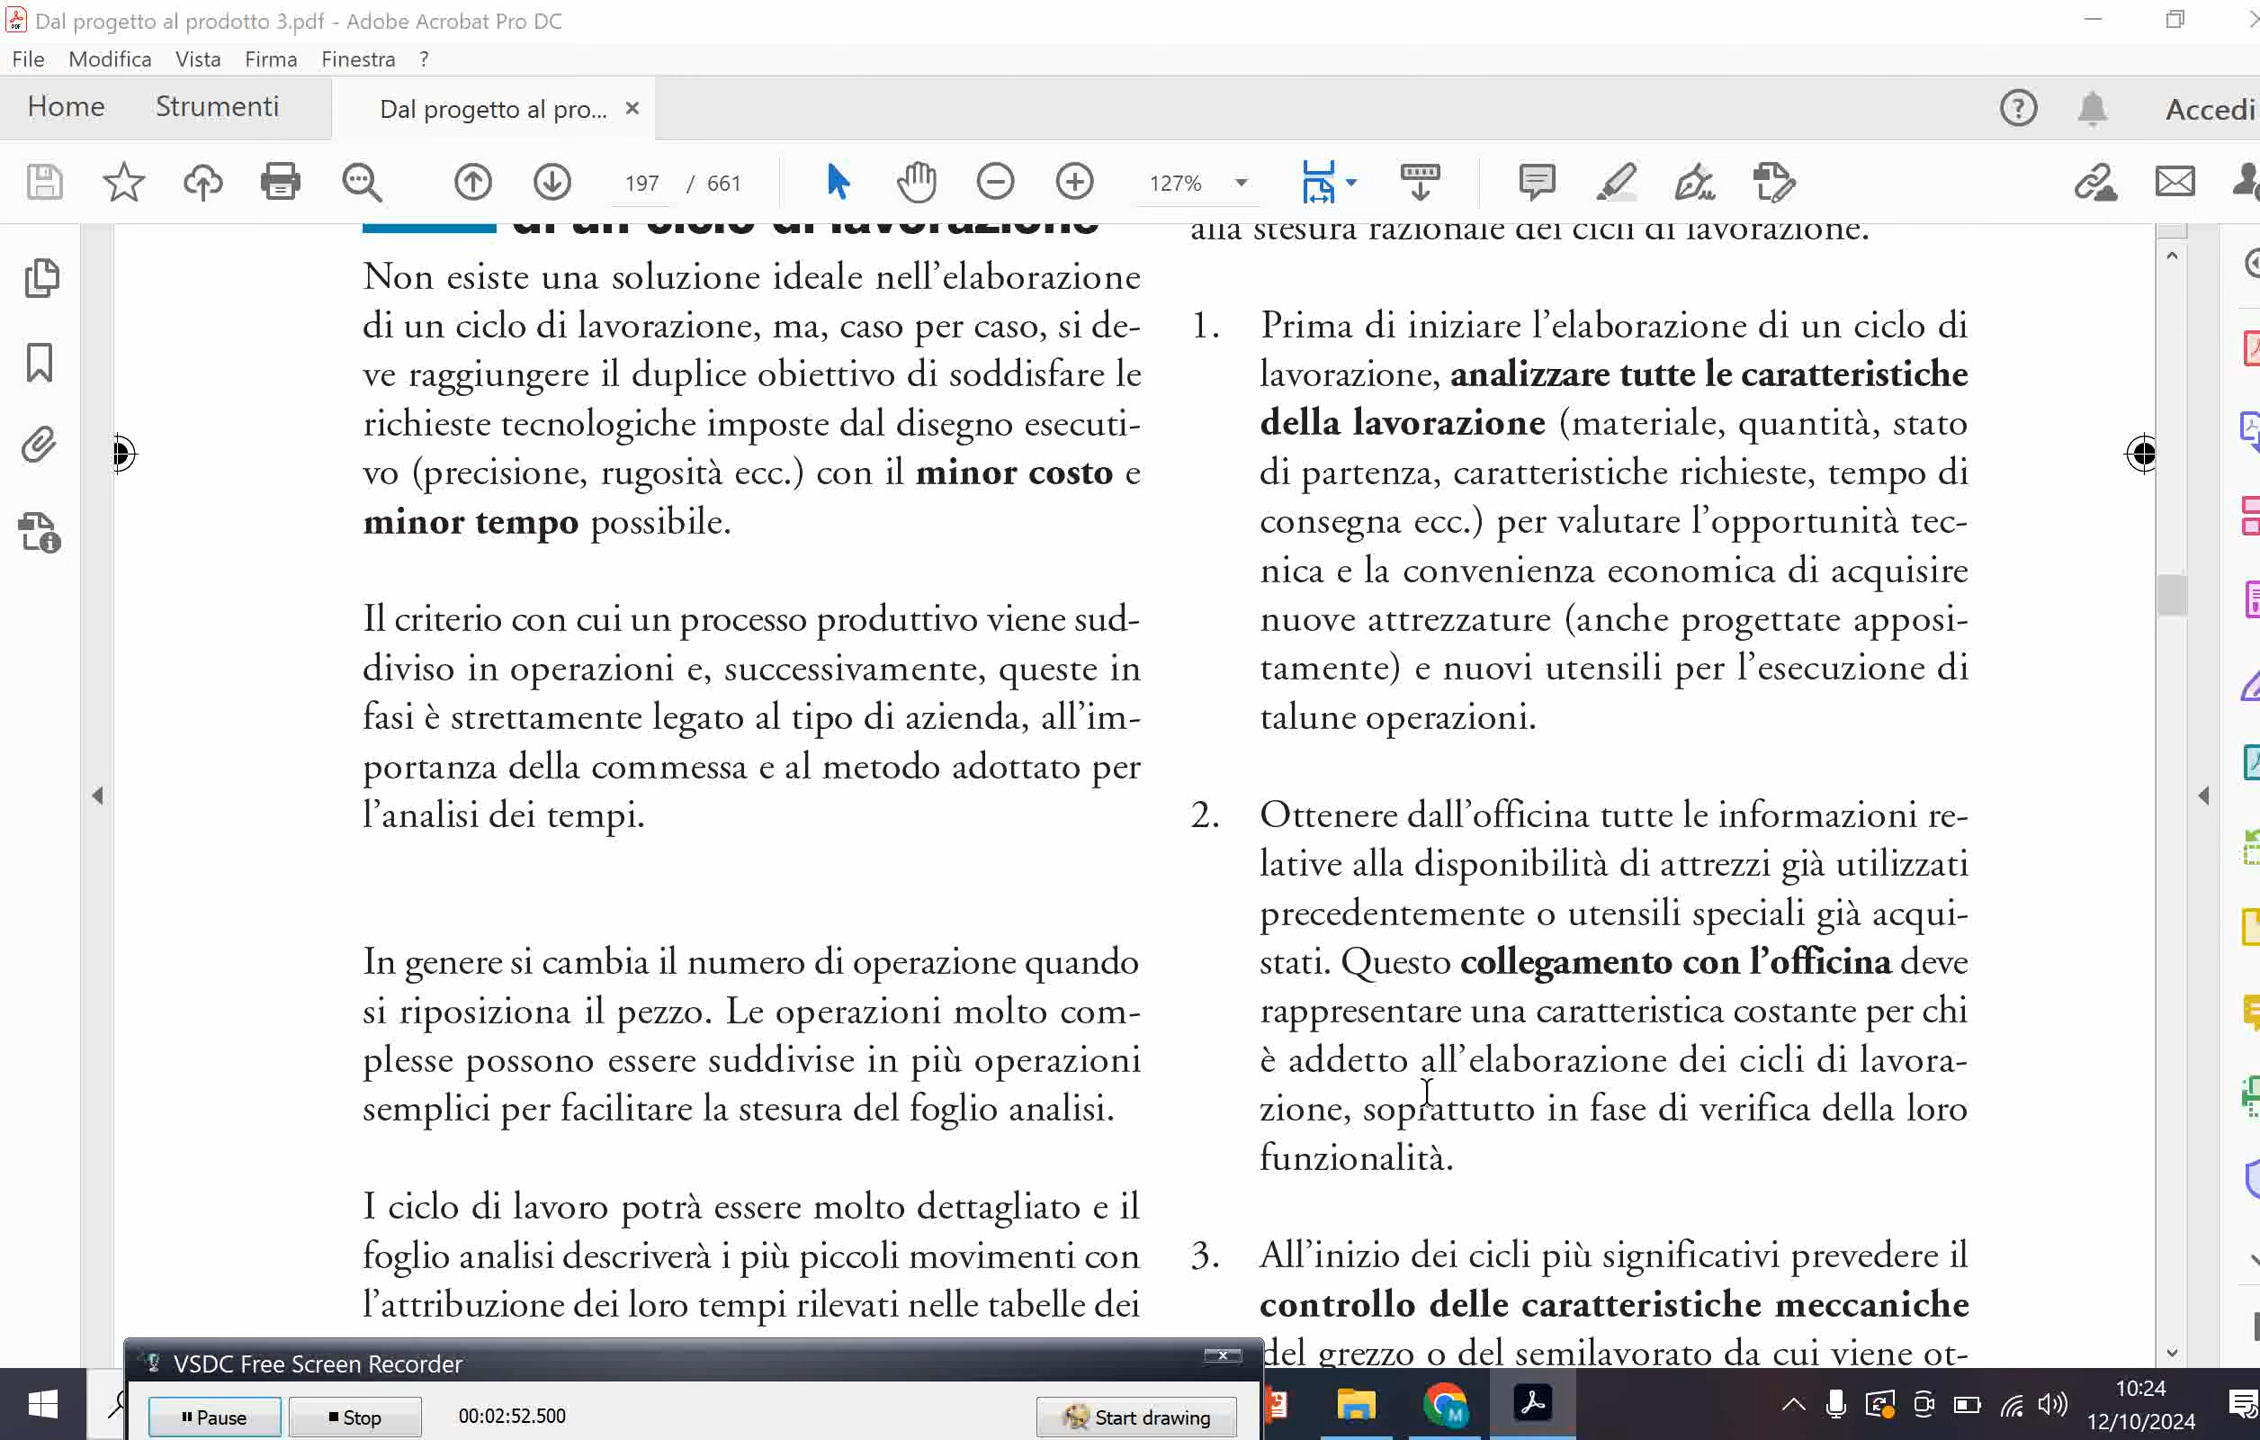 Dal progetto al prodotto 3.pdf - Adobe Acrobat Pro DC
File Modifica Vista Firma Finestra ?
Home Strumenti Dal progetto al pro... × Accedi
197 / 661 127%
di un ciclo di lavorazione
Non esiste una soluzione ideale nell'elaborazione
di un ciclo di lavorazione, ma, caso per caso, si de-
ve raggiungere il duplice obiettivo di soddisfare le
richieste tecnologiche imposte dal disegno esecuti-
vo (precisione, rugosità ecc.) con il minor costo e
minor tempo possibile.
Il criterio con cui un processo produttivo viene sud-
diviso in operazioni e, successivamente, queste in
fasi è strettamente legato al tipo di azienda, all'im-
portanza della commessa e al metodo adottato per
l'analisi dei tempi.
In genere si cambia il numero di operazione quando
si riposiziona il pezzo. Le operazioni molto com-
plesse possono essere suddivise in più operazioni
semplici per facilitare la stesura del foglio analisi.
I ciclo di lavoro potrà essere molto dettagliato e il
foglio analisi descriverà i più piccoli movimenti con
l'attribuzione dei loro tempi rilevati nelle tabelle dei
alla stesura razionale dei cicli di lavorazione.
1. Prima di iniziare l'elaborazione di un ciclo di
lavorazione, analizzare tutte le caratteristiche
della lavorazione (materiale, quantità, stato
di partenza, caratteristiche richieste, tempo di
consegna ecc.) per valutare l'opportunità tec-
nica e la convenienza economica di acquisire
nuove attrezzature (anche progettate apposi-
tamente) e nuovi utensili per l'esecuzione di
talune operazioni.
2. Ottenere dall'officina tutte le informazioni re-
lative alla disponibilità di attrezzi già utilizzati
precedentemente o utensili speciali già acqui-
stati. Questo collegamento con l'officina deve
rappresentare una caratteristica costante per chi
è addetto all'elaborazione dei cicli di lavora-
zione, soprattutto in fase di verifica della loro
funzionalità.
3. All'inizio dei cicli più significativi prevedere il
controllo delle caratteristiche meccaniche
del grezzo o del semilavorato da cui viene ot-
VSDC Free Screen Recorder
Pause Stop 00:02:52.500 Start drawing
10:24
12/10/2024